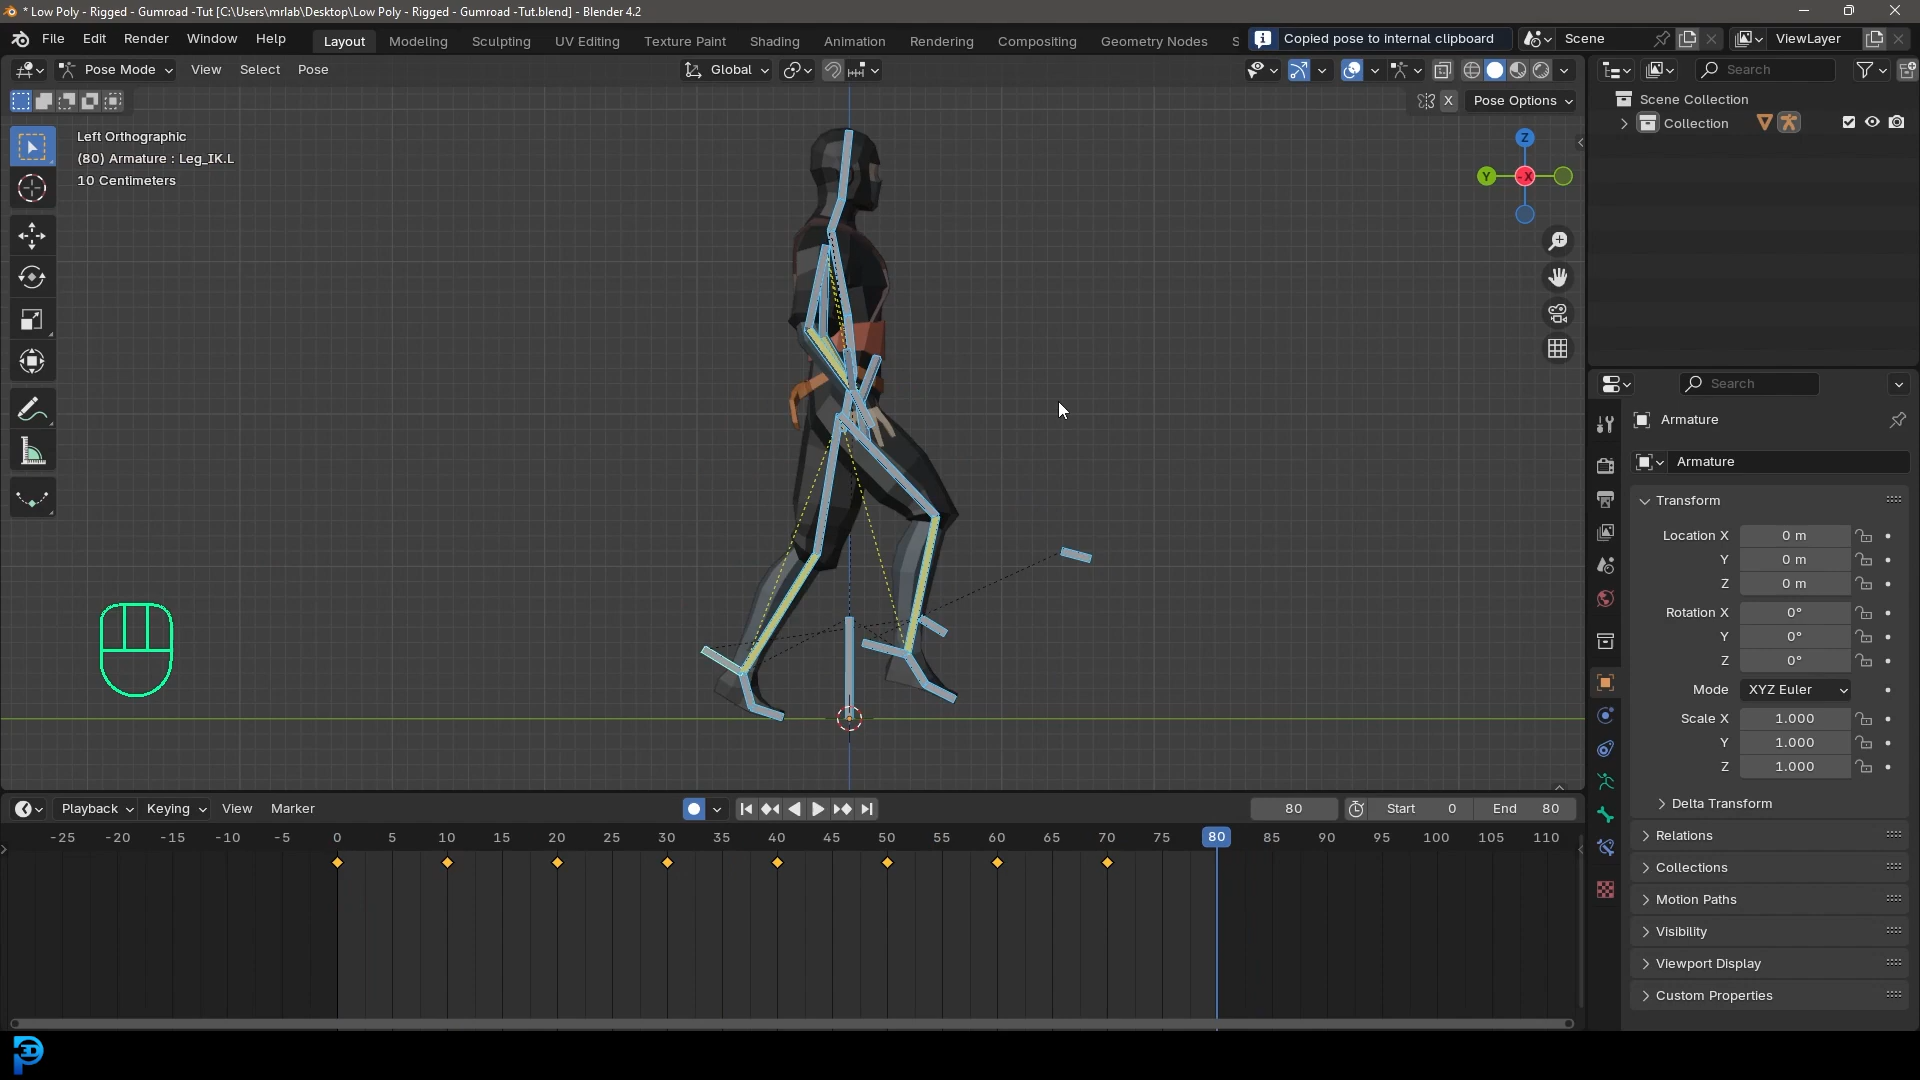 * Low Poly - Rigged - Gumroad -Tut [C:\Users\mrlab\Desktop\Low Poly - Rigged - Gumroad -Tut.blend] - Blender 4.2
File Edit Render Window Help Layout Modeling Sculpting UV Editing Texture Paint Shading Animation Rendering Compositing Geometry Nodes S Copied pose to internal clipboard Scene ViewLayer
Pose Mode View Select Pose Global Search
X Pose Options
Scene Collection
Collection
Left Orthographic
(80) Armature : Leg_IK.L
10 Centimeters
Z
Y -X
Search
Armature
Armature
Transform
Location X 0 m
Y 0 m
Z 0 m
Rotation X 0°
Y 0°
Z 0°
Mode XYZ Euler
Scale X 1.000
Y 1.000
Z 1.000
Delta Transform
Relations
Collections
Motion Paths
Visibility
Viewport Display
Custom Properties
Playback Keying View Marker 80 Start 0 End 80
-25 -20 -15 -10 -5 0 5 10 15 20 25 30 35 40 45 50 55 60 65 70 75 80 85 90 95 100 105 110